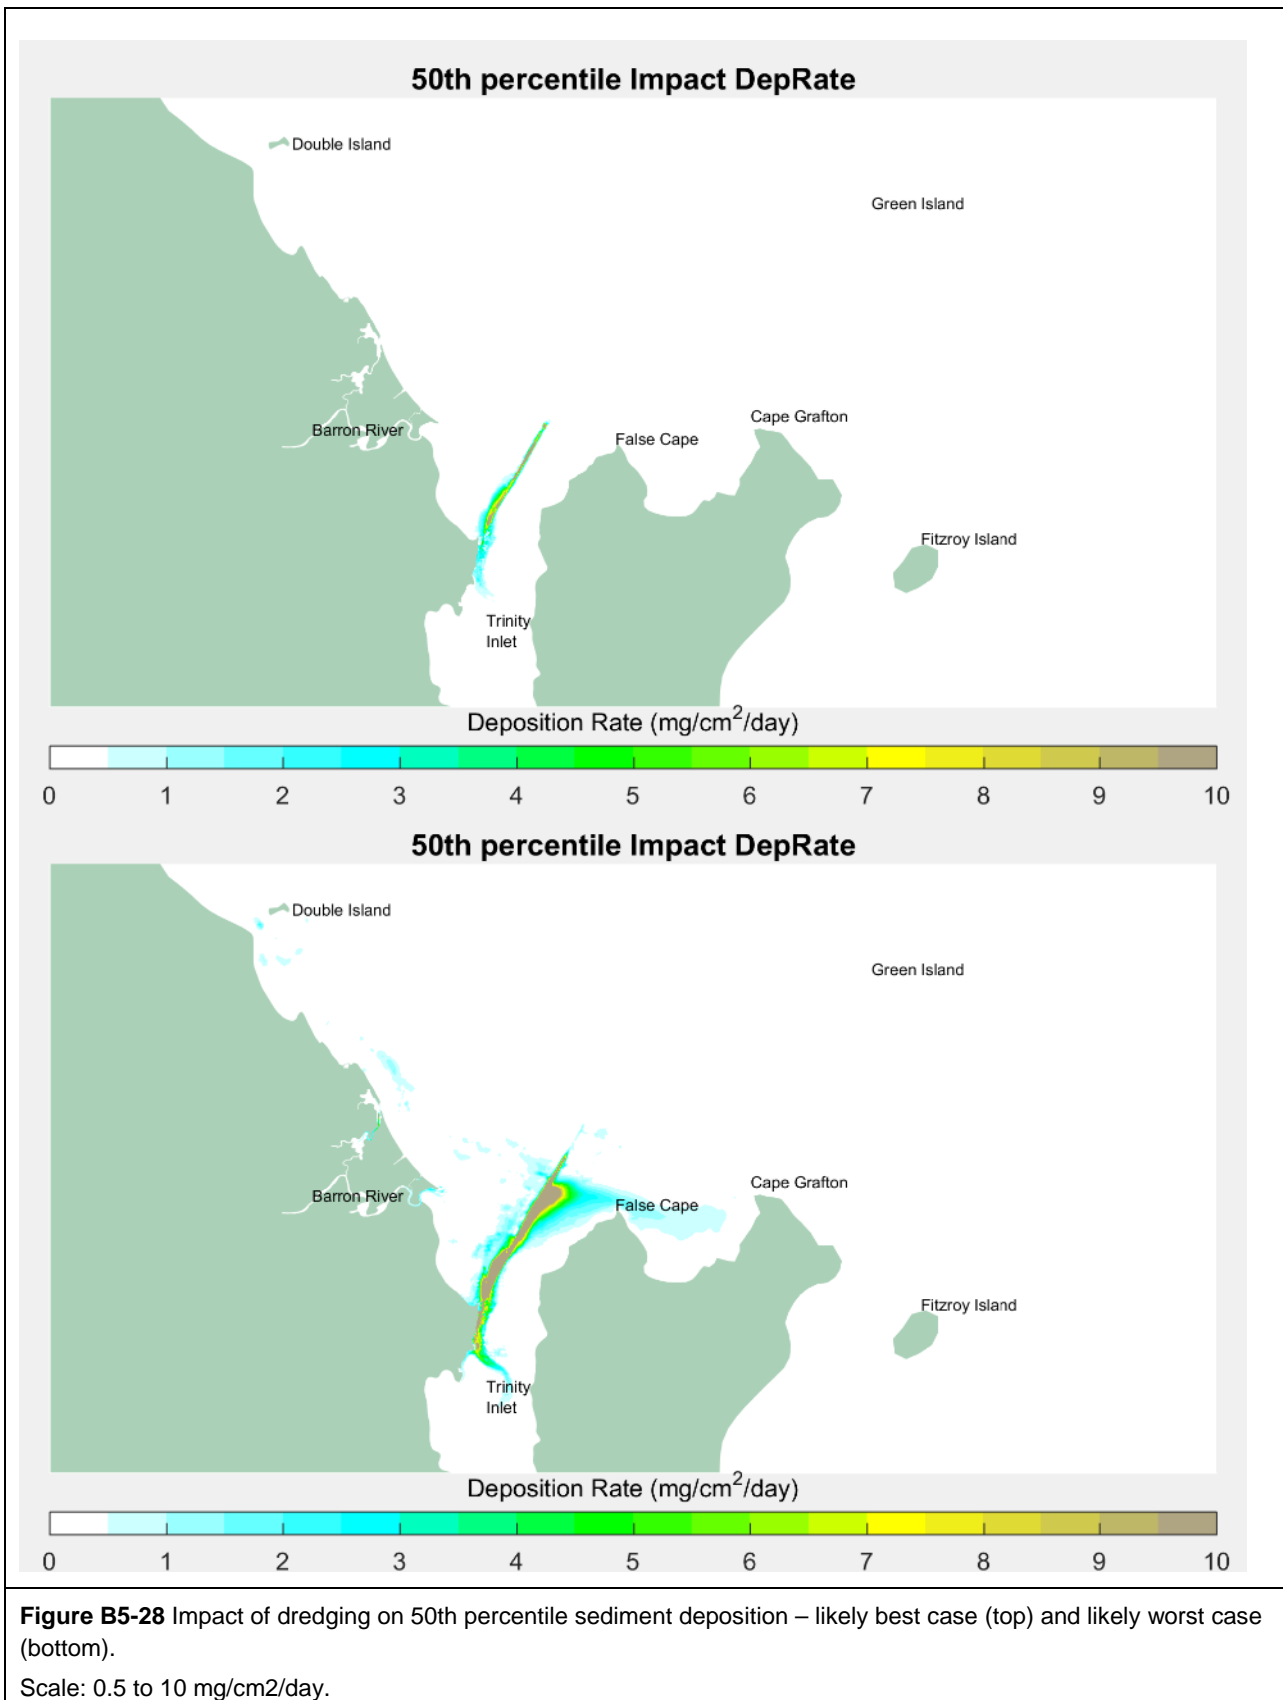 50th percentile Impact DepRate
Double Island
Green Island
Cape Grafton
Barron River
False Cape
Fitzroy Island
Trinity
Inlet
Deposition Rate (mg/cm2/day)
0 1 2 3 4 5 6 7 8 9 10
50th percentile Impact DepRate
Double Island
Green Island
Cape Grafton
Barron River
False Cape
Fitzroy Island
Trinity
Inlet
Deposition Rate (mg/cm2/day)
0 1 2 3 4 5 6 7 8 9 10
Figure B5-28 Impact of dredging on 50th percentile sediment deposition – likely best case (top) and likely worst case
(bottom).
Scale: 0.5 to 10 mg/cm2/day.